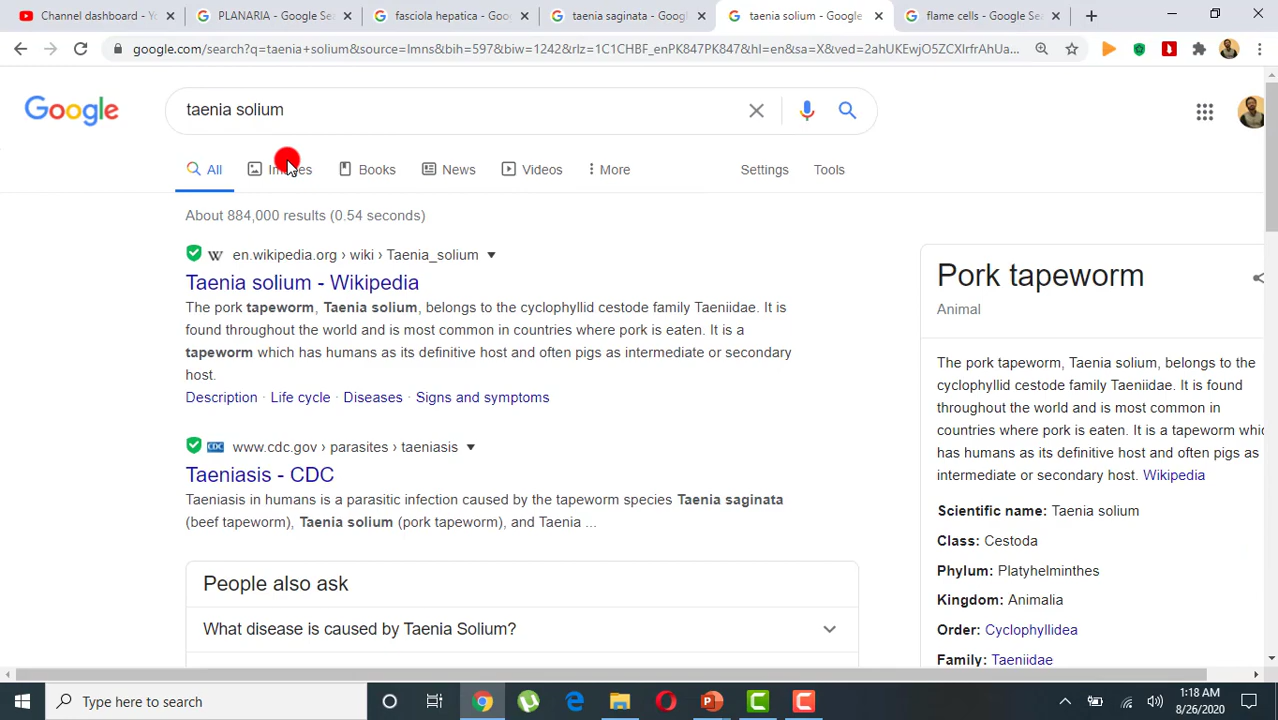 Channel dashboard - Yo
PLANARIA - Google Sea
fasciola hepatica - Goog
taenia saginata - Google
taenia solium - Google
flame cells - Google Sea
google.com/search?q=taenia+solium&source=lmns&bih=597&biw=1242&rlz=1C1CHBF_enPK847PK847&hl=en&sa=X&ved=2ahUKEwjO5ZCXlrfrAhUa...
Google
taenia solium
All
Images
Books
News
Videos
More
Settings
Tools
About 884,000 results (0.54 seconds)
W en.wikipedia.org › wiki › Taenia_solium
Taenia solium - Wikipedia
The pork tapeworm, Taenia solium, belongs to the cyclophyllid cestode family Taeniidae. It is
found throughout the world and is most common in countries where pork is eaten. It is a
tapeworm which has humans as its definitive host and often pigs as intermediate or secondary
host.
Description · Life cycle · Diseases · Signs and symptoms
CDC www.cdc.gov › parasites › taeniasis
Taeniasis - CDC
Taeniasis in humans is a parasitic infection caused by the tapeworm species Taenia saginata
(beef tapeworm), Taenia solium (pork tapeworm), and Taenia ...
People also ask
What disease is caused by Taenia Solium?
Pork tapeworm
Animal
The pork tapeworm, Taenia solium, belongs to the
cyclophyllid cestode family Taeniidae. It is found
throughout the world and is most common in
countries where pork is eaten. It is a tapeworm whic
has humans as its definitive host and often pigs as
intermediate or secondary host. Wikipedia
Scientific name: Taenia solium
Class: Cestoda
Phylum: Platyhelminthes
Kingdom: Animalia
Order: Cyclophyllidea
Family: Taeniidae
Type here to search
1:18 AM
8/26/2020